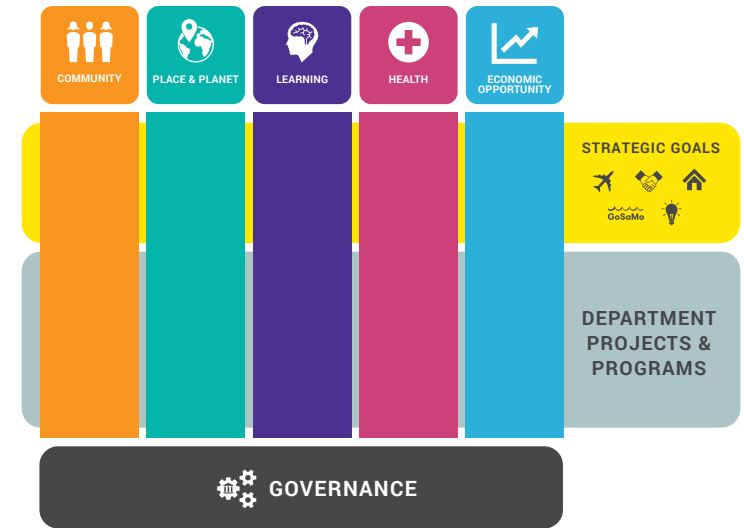 COMMUNITY
PLACE & PLANET
LEARNING
HEALTH
ECONOMIC
OPPORTUNITY
STRATEGIC GOALS
GoSaMo
DEPARTMENT
PROJECTS &
PROGRAMS
GOVERNANCE